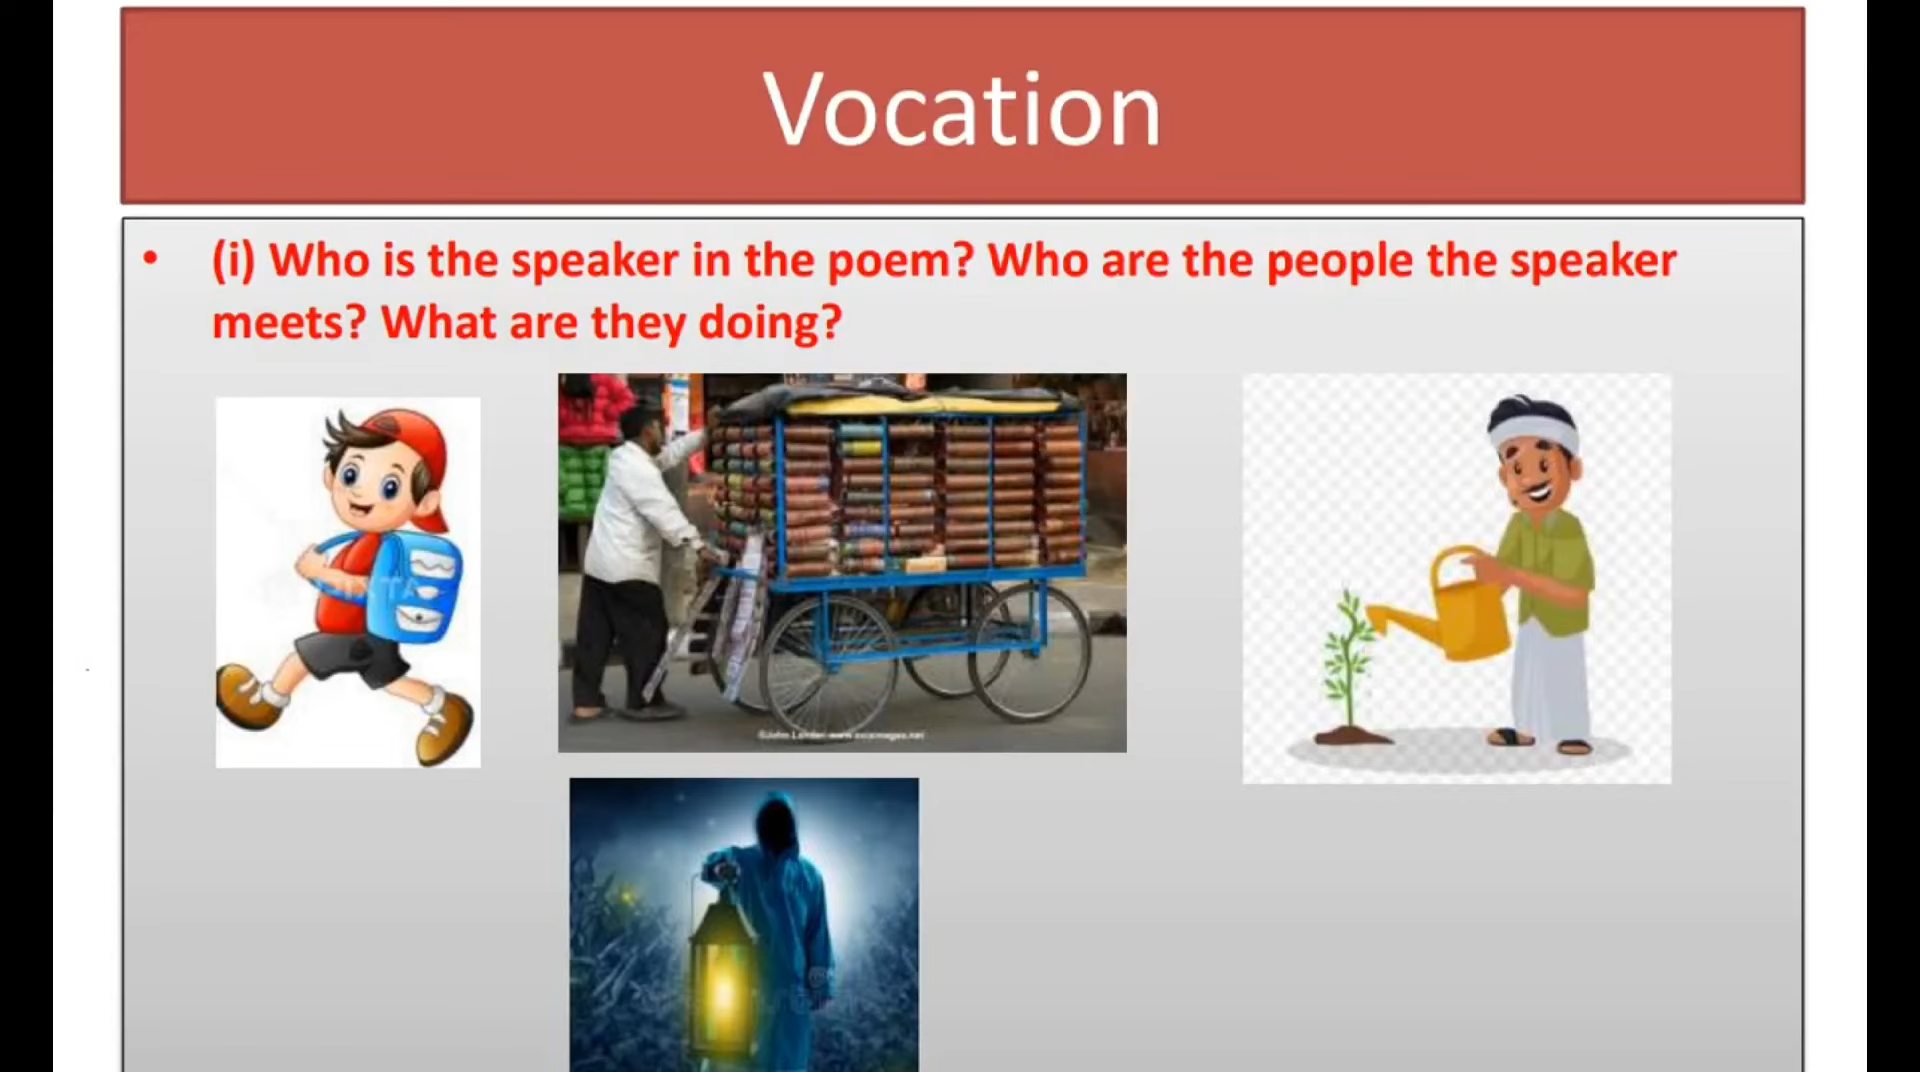 Vocation
• (i) Who is the speaker in the poem? Who are the people the speaker
meets? What are they doing?